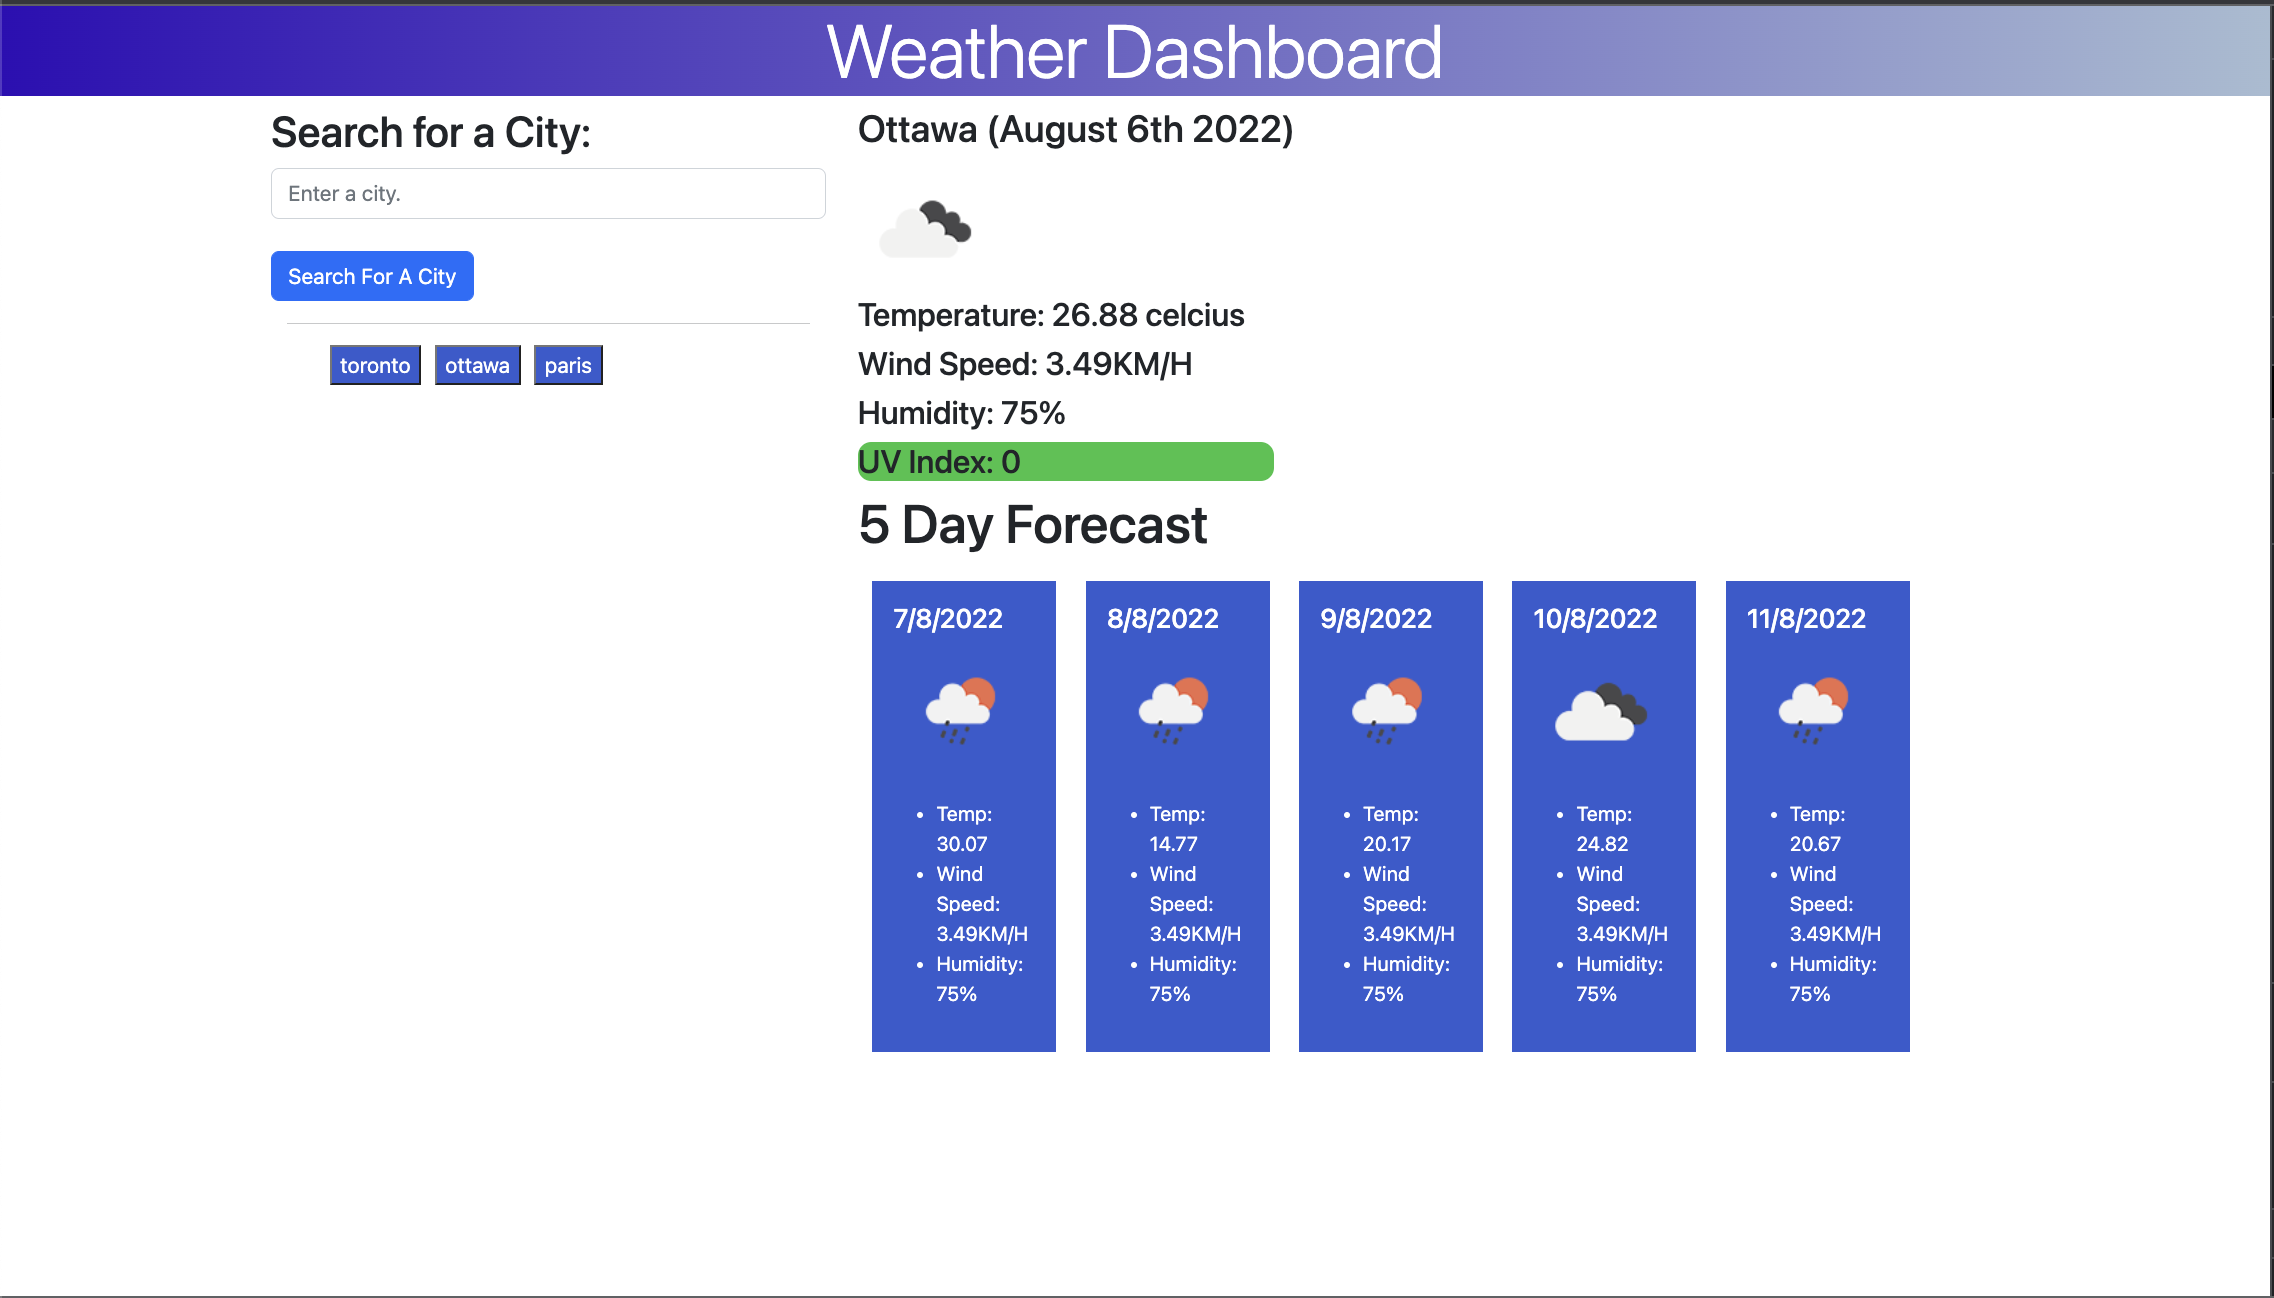 Weather Dashboard
Search for a City:
Enter a city.
Search For A City
toronto ottawa paris
Ottawa (August 6th 2022)
Temperature: 26.88 celcius
Wind Speed: 3.49KM/H
Humidity: 75%
UV Index: 0
5 Day Forecast
7/8/2022
Temp:
30.07
Wind
Speed:
3.49KM/H
Humidity:
75%
8/8/2022
Temp:
14.77
Wind
Speed:
3.49KM/H
Humidity:
75%
9/8/2022
Temp:
20.17
Wind
Speed:
3.49KM/H
Humidity:
75%
10/8/2022
Temp:
24.82
Wind
Speed:
3.49KM/H
Humidity:
75%
11/8/2022
Temp:
20.67
Wind
Speed:
3.49KM/H
Humidity:
75%